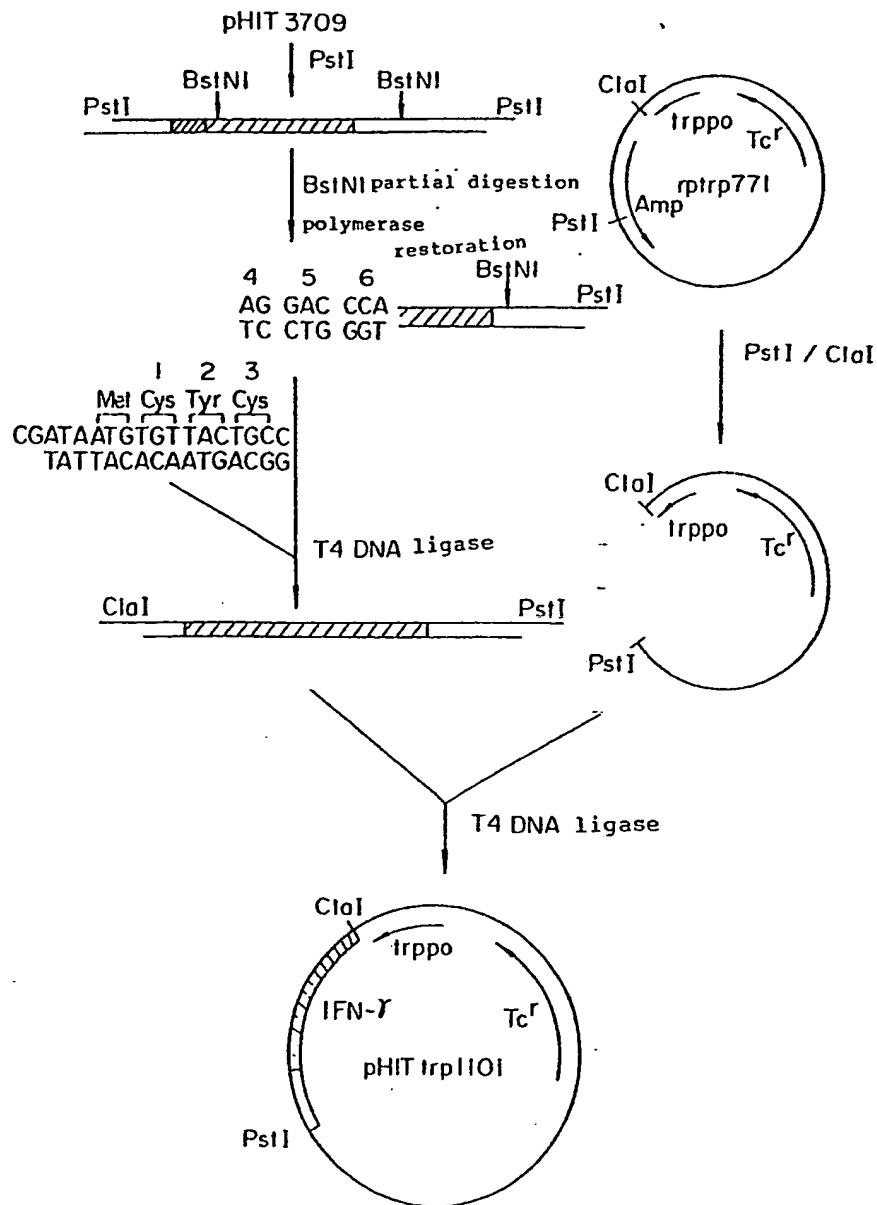 pHIT 3709
PstI
BstNI
BstNI
PstI
PstI
ClaI
trppo
Tcr
rptrp771
Amp
PstI
BstNI partial digestion
polymerase
restoration
BstNI
PstI
4 5 6
AG GAC CCA
TC CTG GGT
PstI / ClaI
1 2 3
Met Cys Tyr Cys
CGATAATGTGTTACTGCC
TATTACACAATGACGG
T4 DNA ligase
ClaI
PstI
ClaI
trppo
Tcr
PstI
T4 DNA ligase
ClaI
trppo
IFN-γ
Tcr
pHIT trp1101
PstI